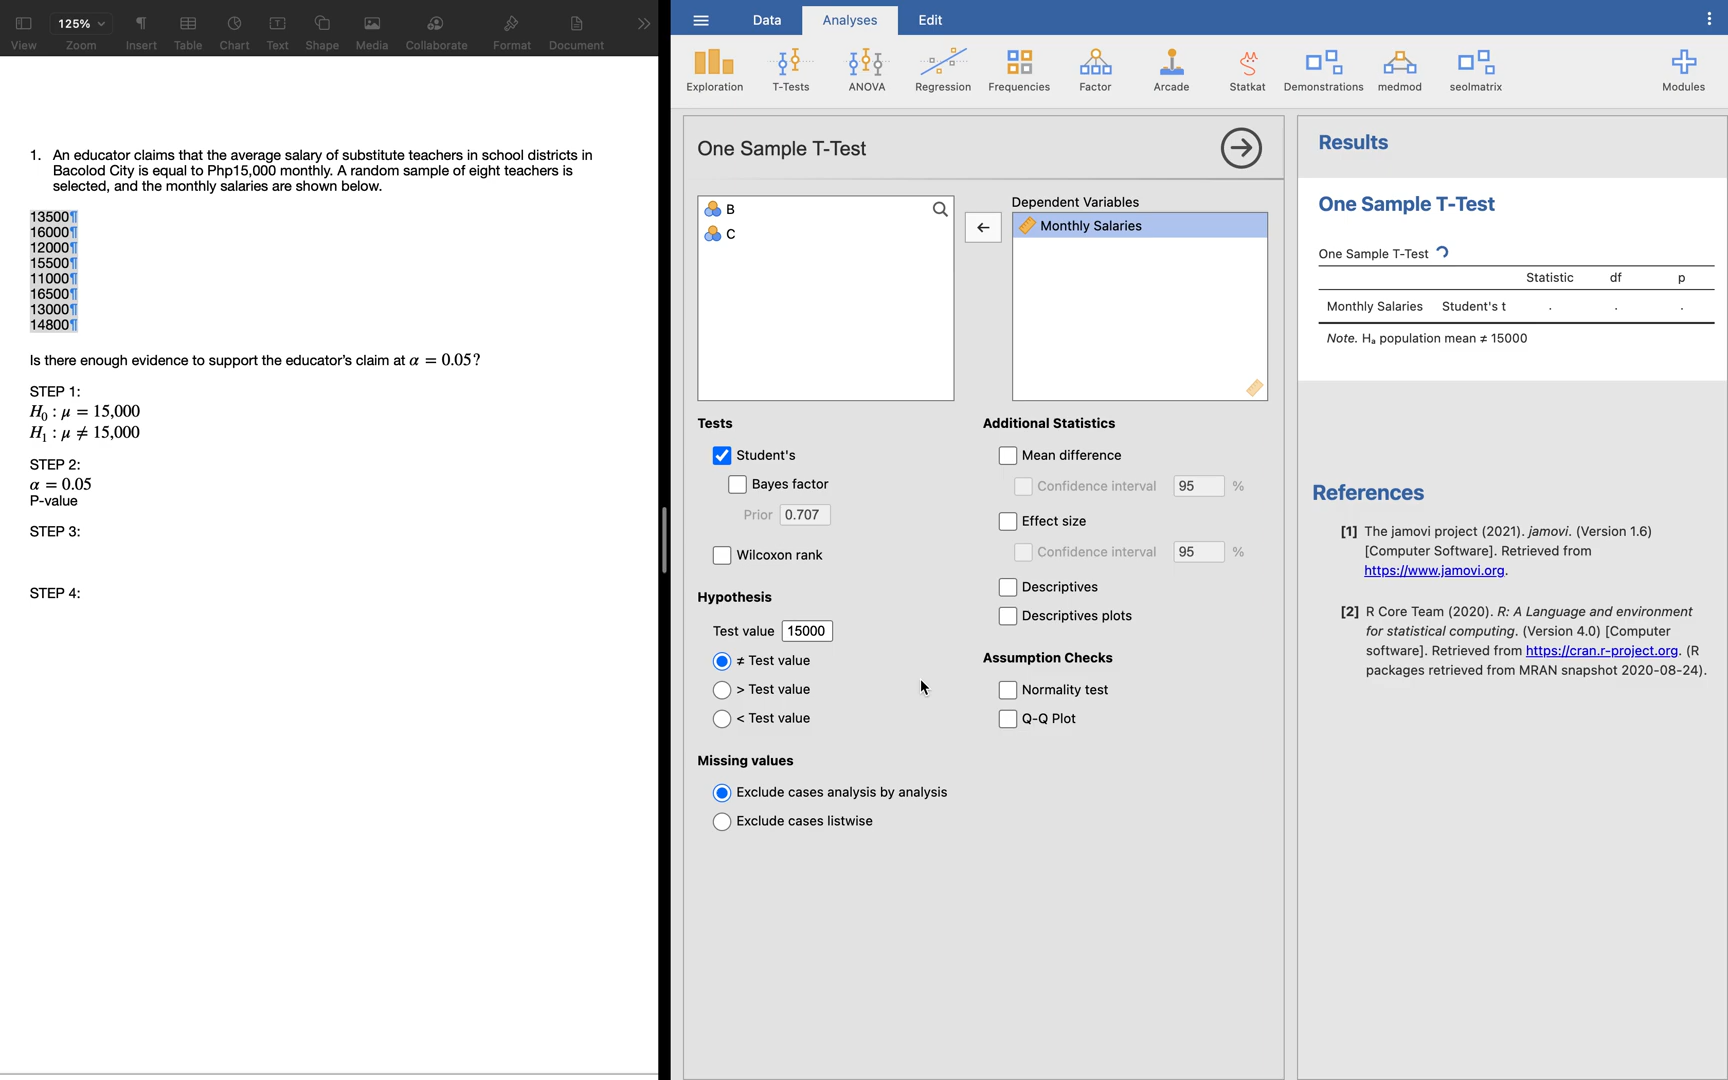 125%
View Zoom Insert Table Chart Text Shape Media Collaborate Format Document
1. An educator claims that the average salary of substitute teachers in school districts in
Bacolod City is equal to Php15,000 monthly. A random sample of eight teachers is
selected, and the monthly salaries are shown below.
13500¶
16000¶
12000¶
15500¶
11000¶
16500¶
13000¶
14800¶
Is there enough evidence to support the educator's claim at α = 0.05?
STEP 1:
H₀ : μ = 15,000
H₁ : μ ≠ 15,000
STEP 2:
α = 0.05
P-value
STEP 3:
STEP 4:
Data Analyses Edit
Exploration T-Tests ANOVA Regression Frequencies Factor Arcade Statkat Demonstrations medmod seolmatrix Modules
One Sample T-Test
B
C
Dependent Variables
Monthly Salaries
Tests
Student's
Bayes factor
Prior 0.707
Wilcoxon rank
Hypothesis
Test value 15000
≠ Test value
> Test value
< Test value
Missing values
Exclude cases analysis by analysis
Exclude cases listwise
Additional Statistics
Mean difference
Confidence interval 95 %
Effect size
Confidence interval 95 %
Descriptives
Descriptives plots
Assumption Checks
Normality test
Q-Q Plot
Results
One Sample T-Test
One Sample T-Test
Statistic df p
Monthly Salaries Student's t . . .
Note. Hₐ population mean ≠ 15000
References
[1] The jamovi project (2021). jamovi. (Version 1.6)
[Computer Software]. Retrieved from
https://www.jamovi.org.
[2] R Core Team (2020). R: A Language and environment
for statistical computing. (Version 4.0) [Computer
software]. Retrieved from https://cran.r-project.org. (R
packages retrieved from MRAN snapshot 2020-08-24).